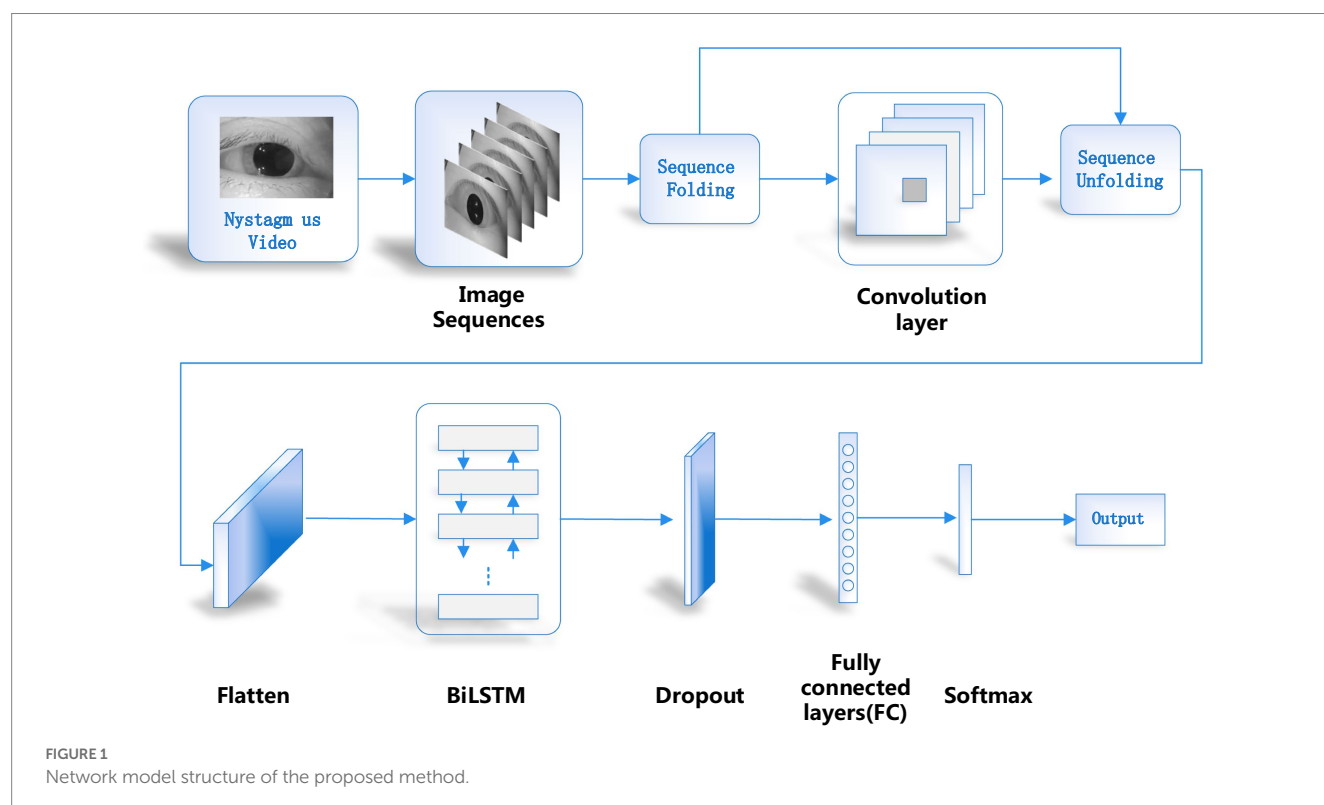 Nystagm us
Video
Image
Sequences
Sequence
Folding
Convolution
layer
Sequence
Unfolding
Flatten
BiLSTM
Dropout
Fully
connected
layers(FC)
Softmax
Output
FIGURE 1
Network model structure of the proposed method.